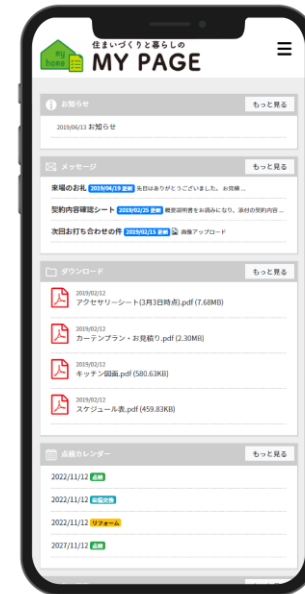 my
home
住まいづくりと暮らしの
MY PAGE
お知らせ
もっと見る
2019/06/13 お知らせ
メッセージ
もっと見る
来場のお礼 2019/04/19 更新 先日はありがとうございました。 お見積 ...
契約内容確認シート 2019/02/25 更新 概要説明書をお読みになり、添付の契約内容 ...
次回お打ち合わせの件 2019/02/15 更新 画像アップロード
ダウンロード
もっと見る
2019/02/12
アクセサリーシート(3月3日時点).pdf (7.68MB)
2019/02/12
カーテンプラン・お見積り.pdf (2.30MB)
2019/02/12
キッチン図面.pdf (580.63KB)
2019/02/12
スケジュール表.pdf (459.83KB)
点検カレンダー
もっと見る
2022/11/12 点検
2022/11/12
2022/11/12 リフォーム
2027/11/12 点検